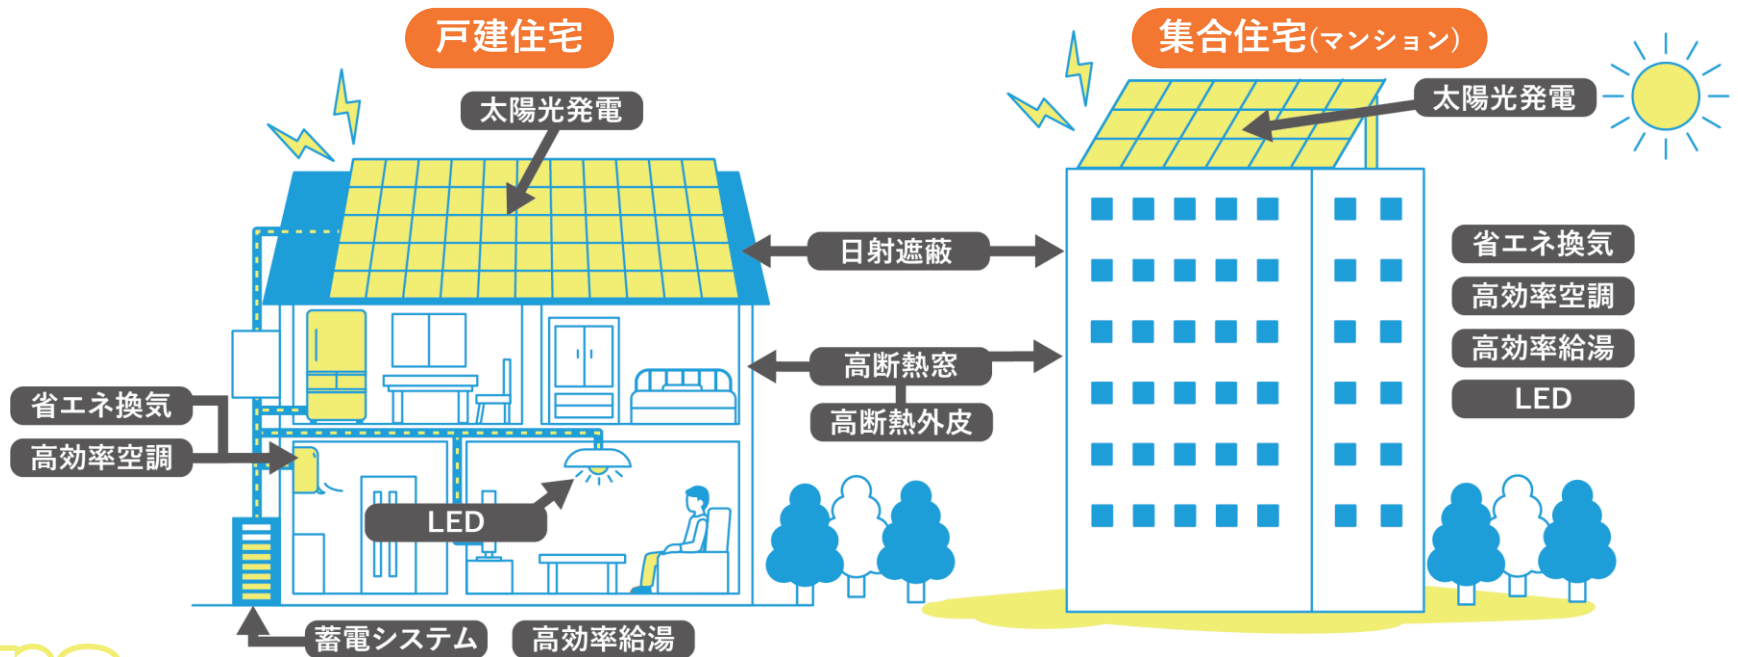 戸建住宅
集合住宅(マンション)
太陽光発電
太陽光発電
日射遮蔽
省エネ換気
高効率空調
高効率給湯
LED
高断熱窓
高断熱外皮
省エネ換気
高効率空調
LED
蓄電システム
高効率給湯